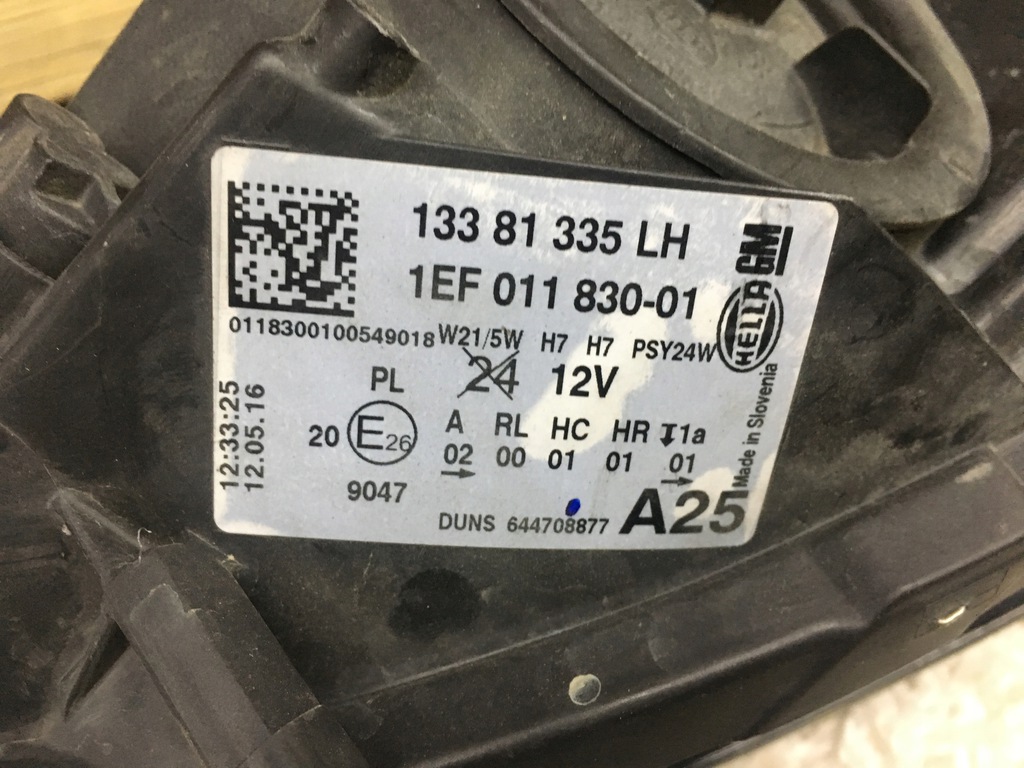 133 81 335 LH
1EF 011 830-01
GM
HELLA
0118300100549018 W21/5W H7 H7 PSY24W
PL 24 12V
12:33:25
12.05.16
20 E26
A RL HC HR 1a
02 00 01 01 01
9047
DUNS 644708877
A25
Made in Slovenia